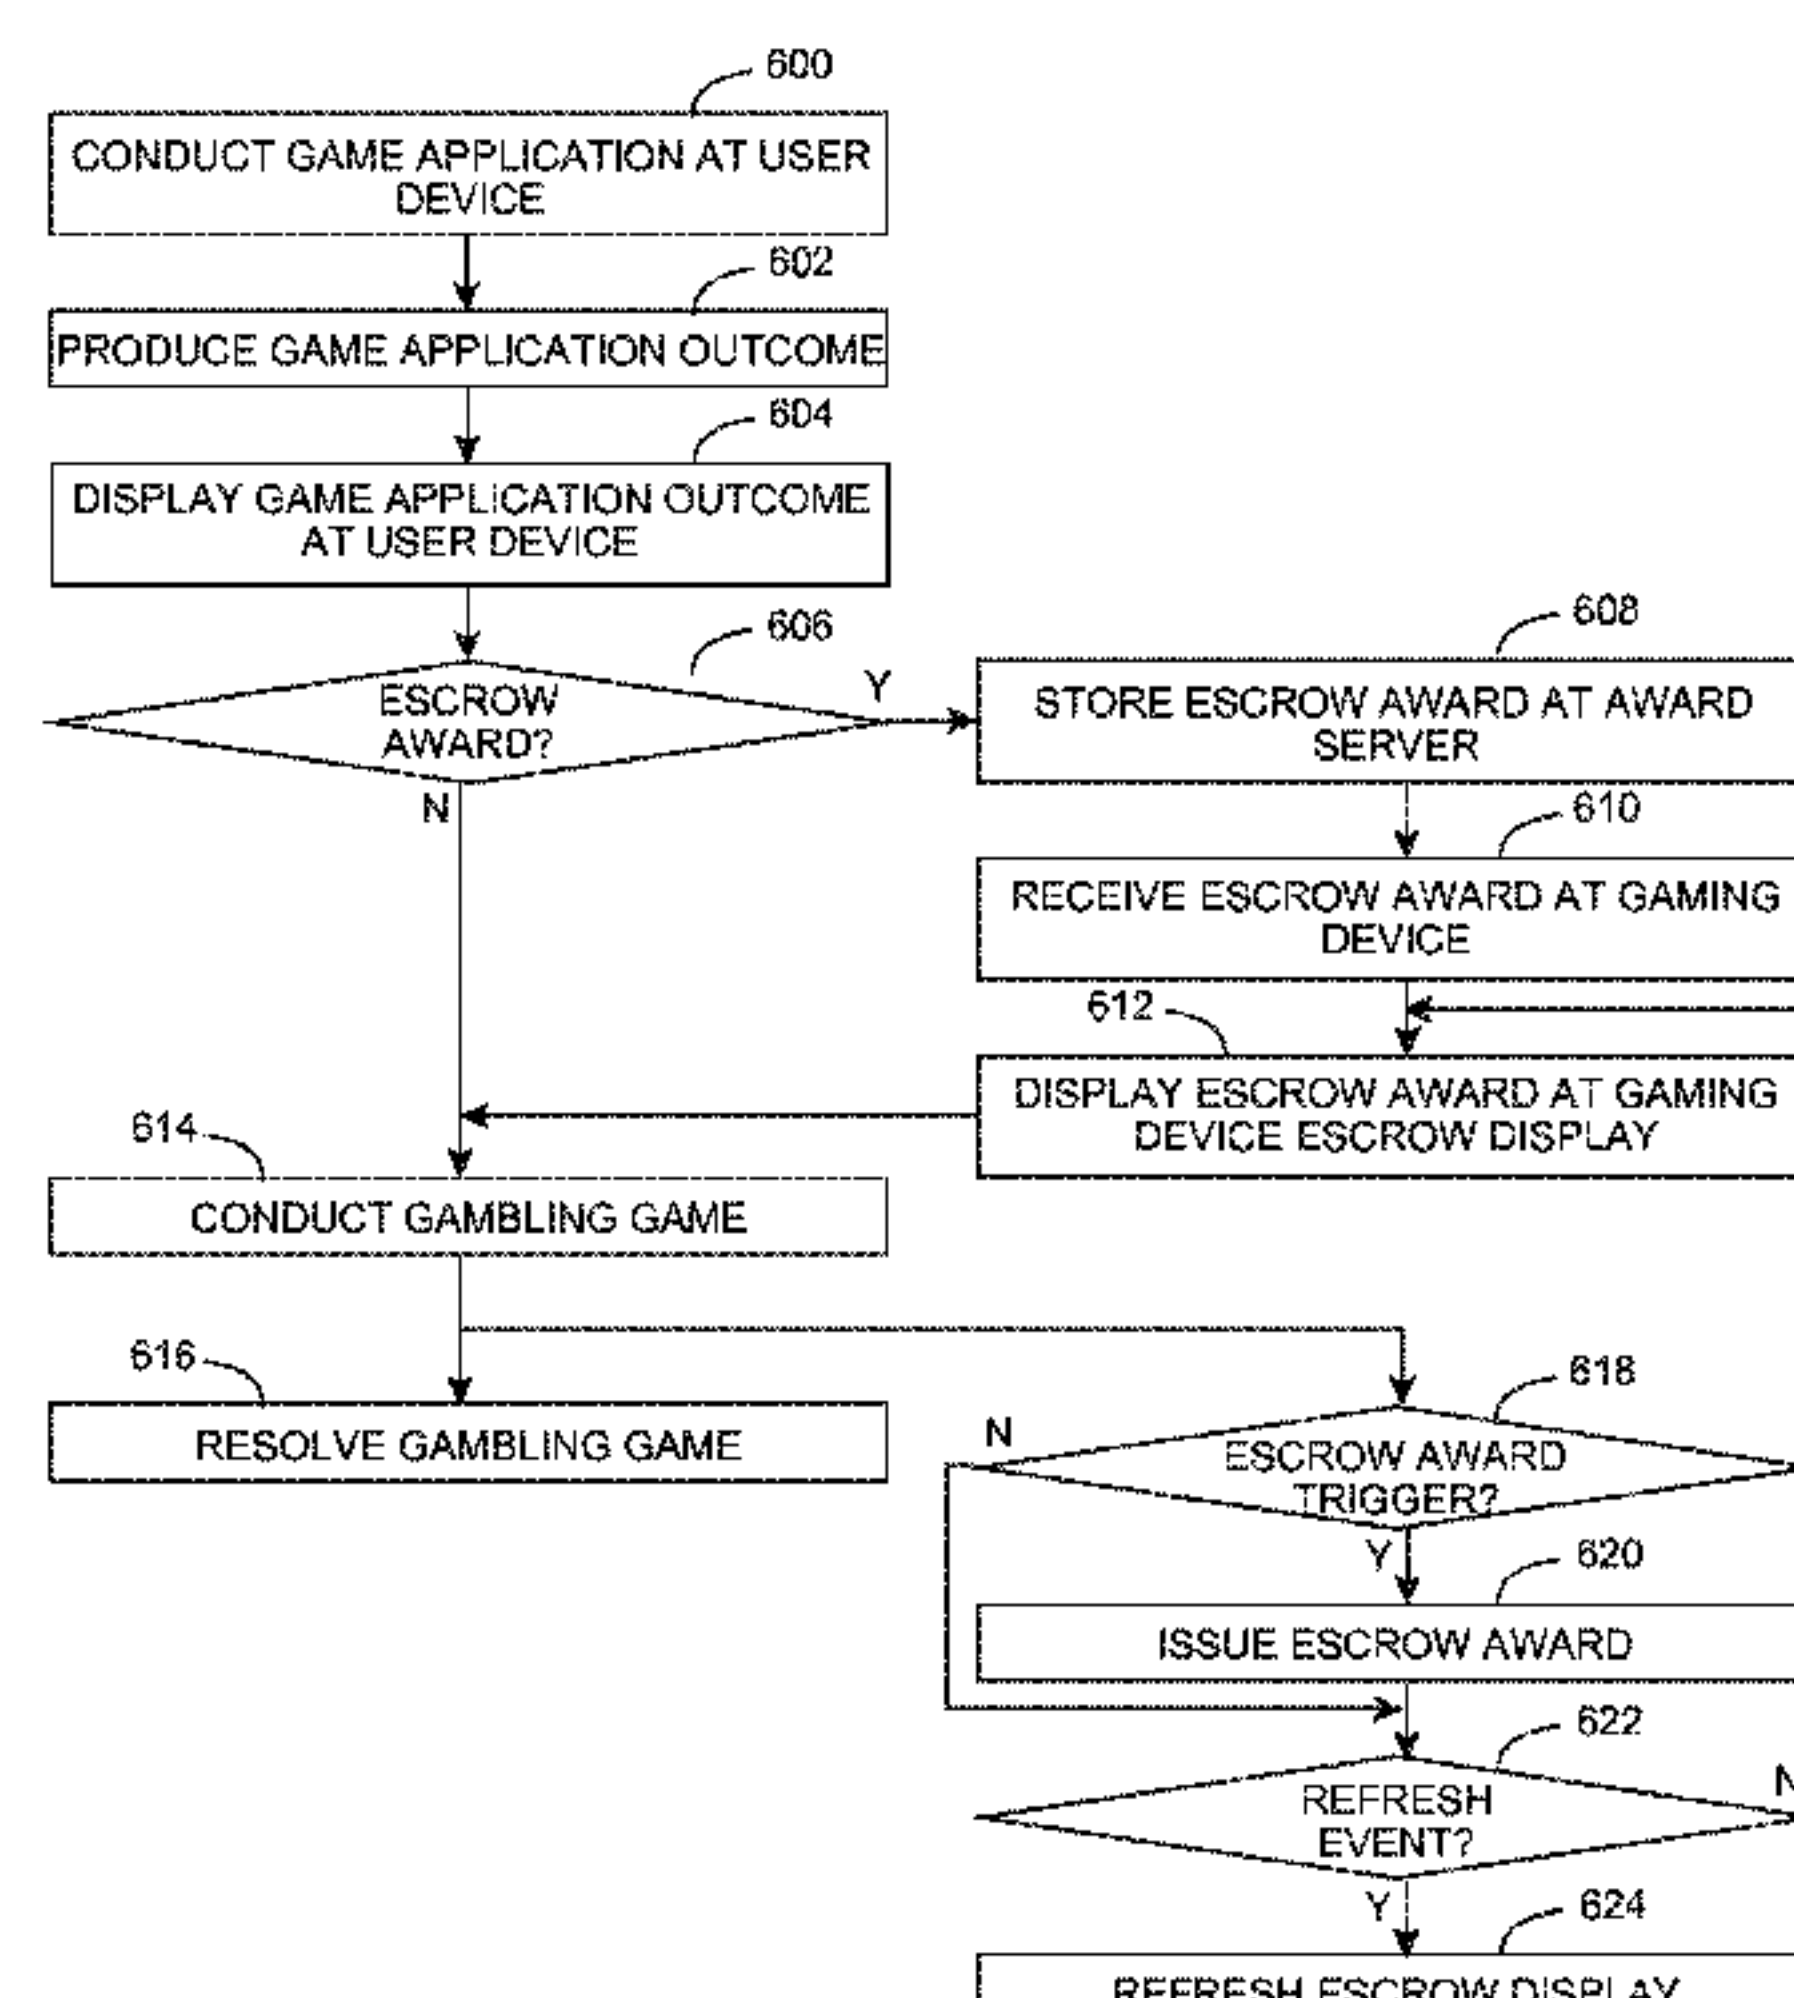 600
CONDUCT GAME APPLICATION AT USER
DEVICE
602
PRODUCE GAME APPLICATION OUTCOME
604
DISPLAY GAME APPLICATION OUTCOME
AT USER DEVICE
606
ESCROW
AWARD?
Y
N
608
STORE ESCROW AWARD AT AWARD
SERVER
610
RECEIVE ESCROW AWARD AT GAMING
DEVICE
612
DISPLAY ESCROW AWARD AT GAMING
DEVICE ESCROW DISPLAY
614
CONDUCT GAMBLING GAME
616
RESOLVE GAMBLING GAME
618
N
ESCROW AWARD
TRIGGER?
Y
620
ISSUE ESCROW AWARD
622
N
REFRESH
EVENT?
Y
624
REFRESH ESCROW DISPLAY